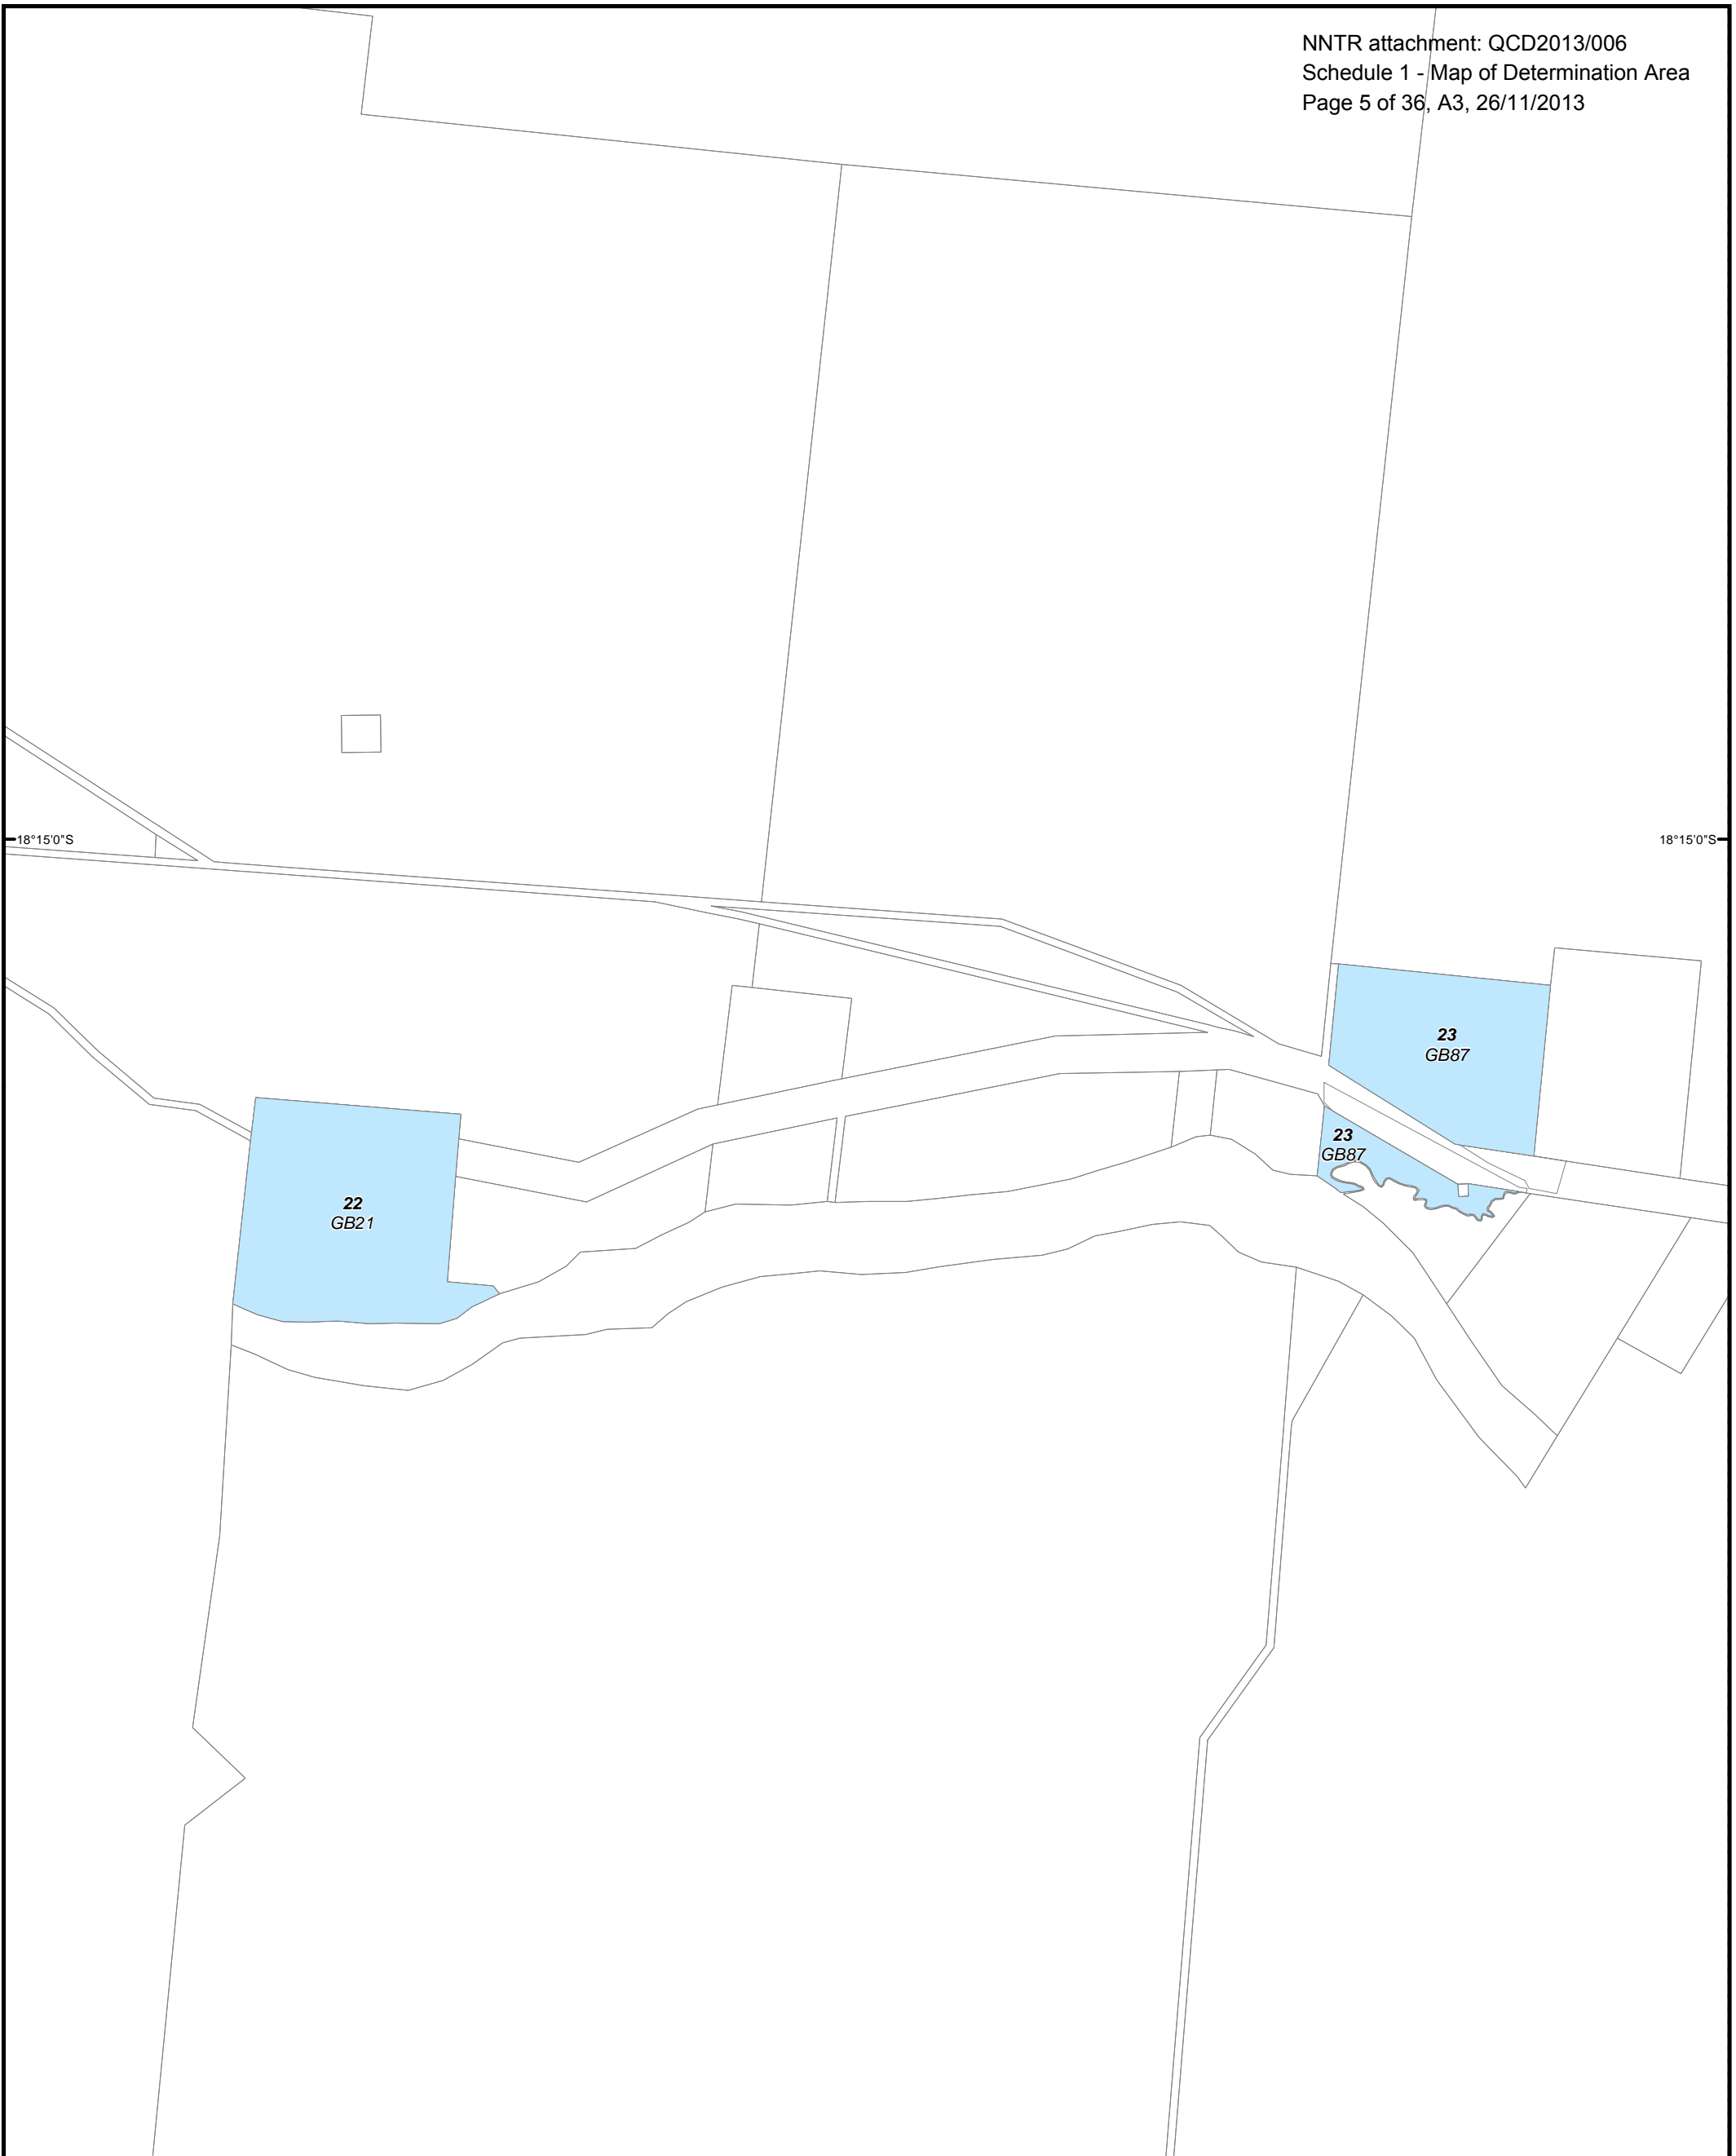 NNTR attachment: QCD2013/006
Schedule 1 - Map of Determination Area
Page 5 of 36, A3, 26/11/2013
18°15'0"S
18°15'0"S
23
GB87
23
GB87
22
GB21